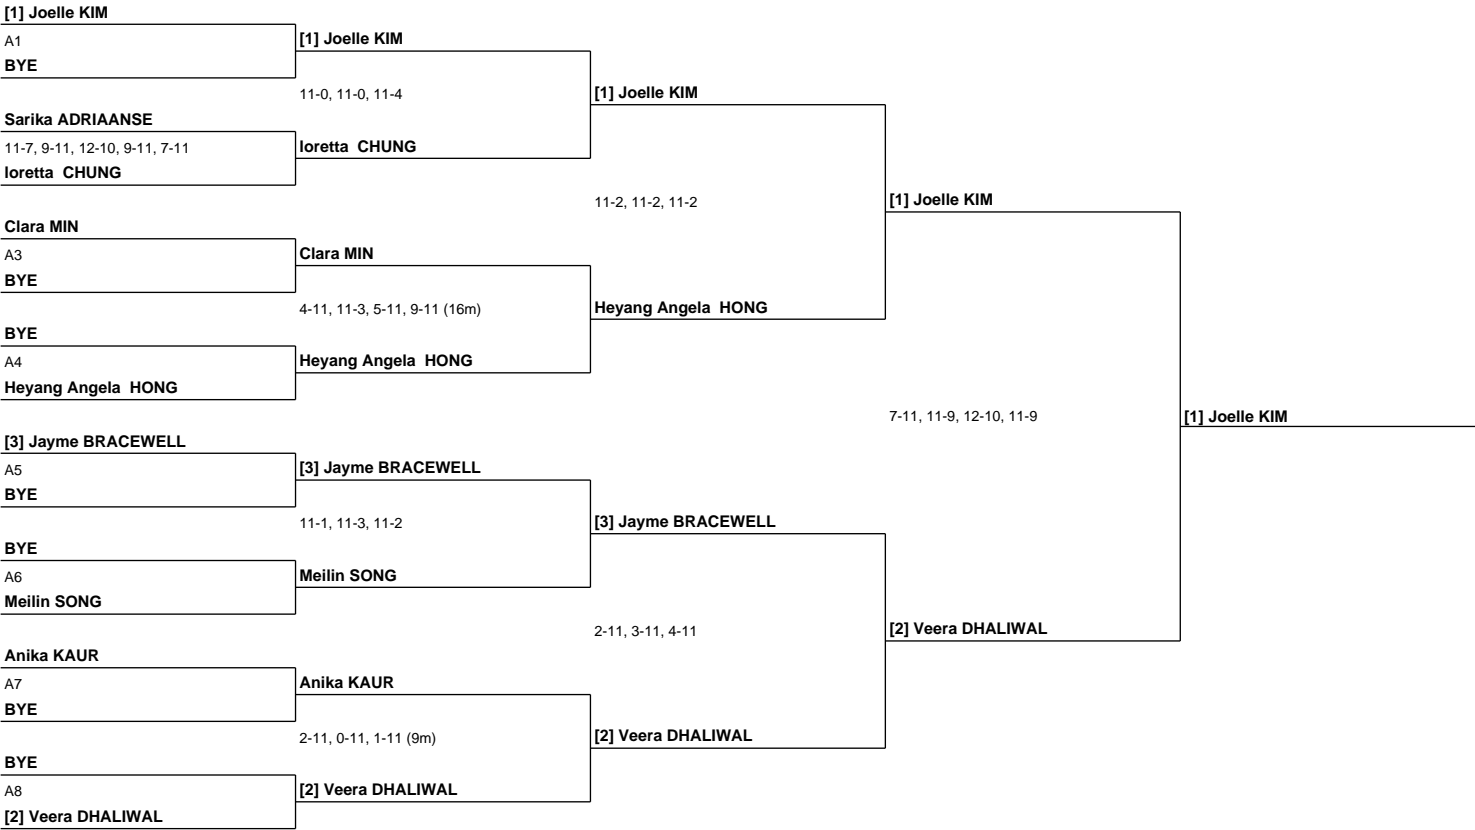 [1] Joelle KIM
A1
BYE
Sarika ADRIAANSE
11-7, 9-11, 12-10, 9-11, 7-11
loretta  CHUNG
Clara MIN
A3
BYE
BYE
A4
Heyang Angela  HONG
[3] Jayme BRACEWELL
A5
BYE
BYE
A6
Meilin SONG
Anika KAUR
A7
BYE
BYE
A8
[2] Veera DHALIWAL
[1] Joelle KIM
11-0, 11-0, 11-4
loretta  CHUNG
Clara MIN
4-11, 11-3, 5-11, 9-11 (16m)
Heyang Angela  HONG
[3] Jayme BRACEWELL
11-1, 11-3, 11-2
Meilin SONG
Anika KAUR
2-11, 0-11, 1-11 (9m)
[2] Veera DHALIWAL
[1] Joelle KIM
11-2, 11-2, 11-2
Heyang Angela  HONG
[3] Jayme BRACEWELL
2-11, 3-11, 4-11
[2] Veera DHALIWAL
[1] Joelle KIM
7-11, 11-9, 12-10, 11-9
[2] Veera DHALIWAL
[1] Joelle KIM